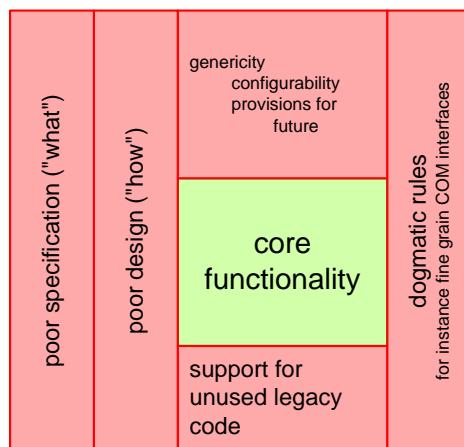 poor specification ("what")
poor design ("how")
genericity
configurability
provisions for
future
core
functionality
support for
unused legacy
code
dogmatic rules
for instance fine grain COM interfaces